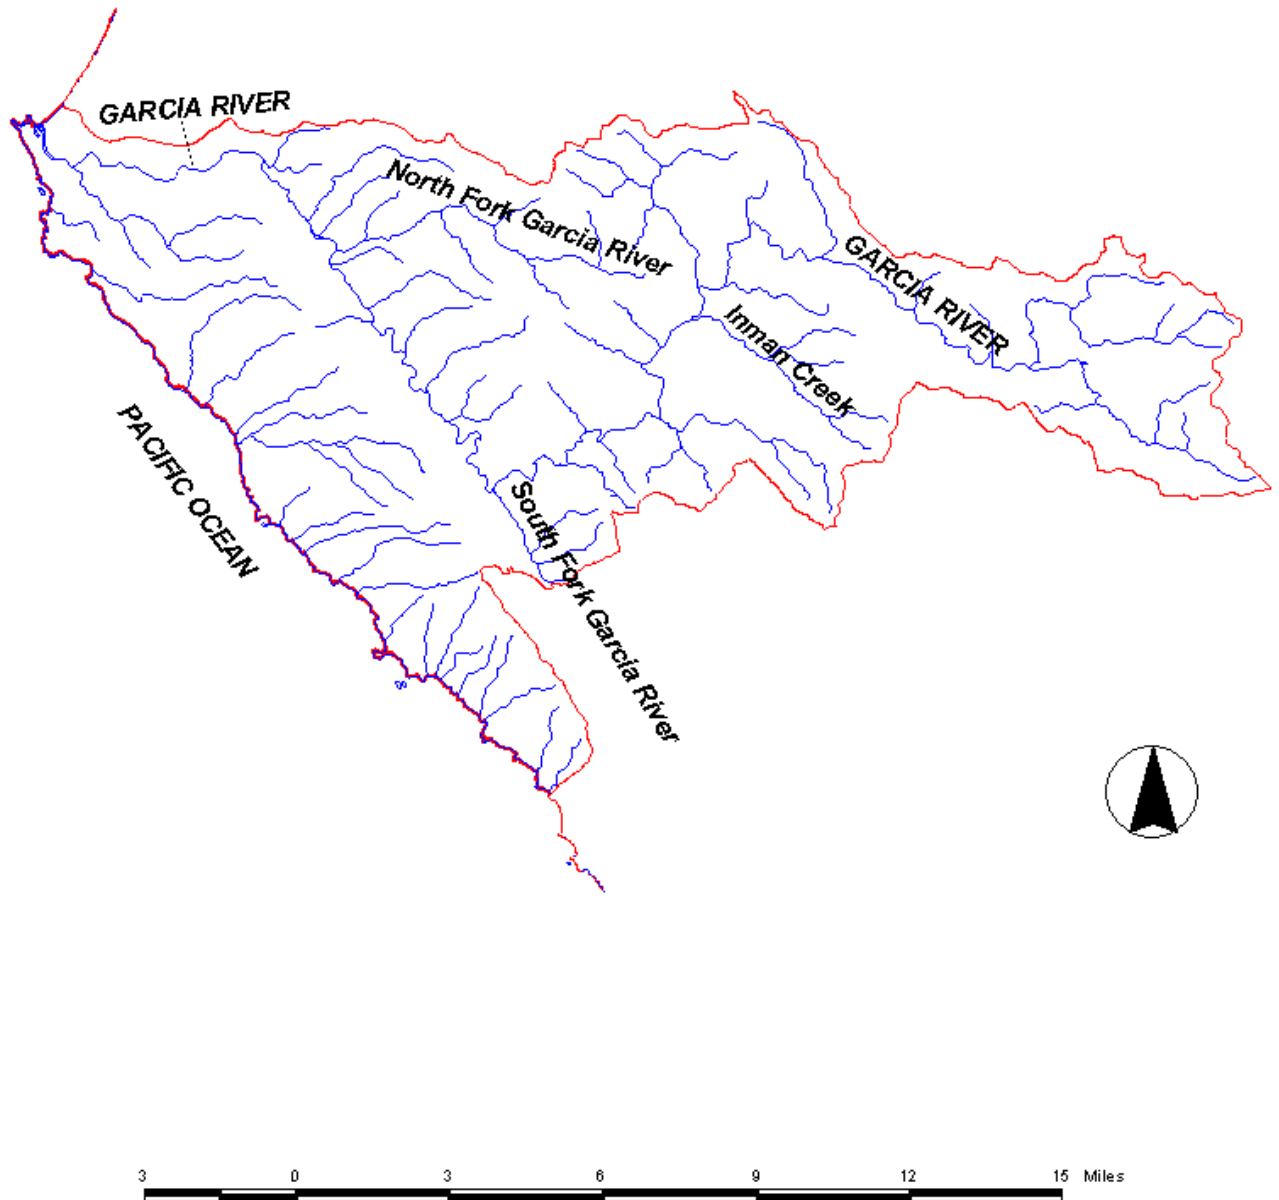 GARCIA RIVER
North Fork Garcia River
GARCIA RIVER
Inman Creek
PACIFIC OCEAN
South Fork Garcia River
3 0 3 6 9 12 15 Miles